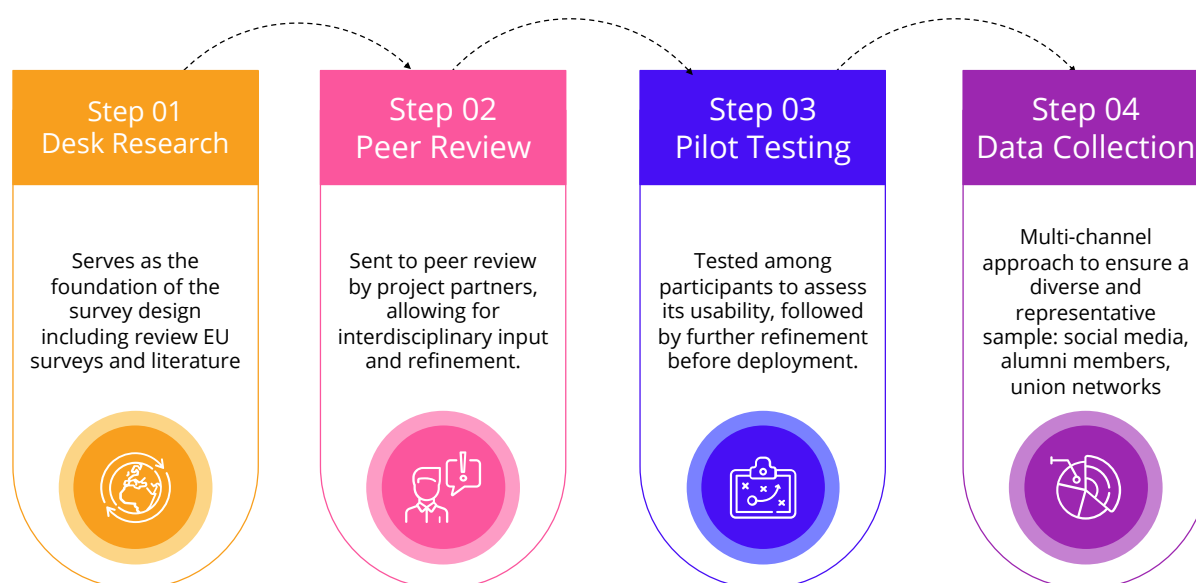 Step 01
Desk Research
Serves as the
foundation of the
survey design
including review EU
surveys and literature
Step 02
Peer Review
Sent to peer review
by project partners,
allowing for
interdisciplinary input
and refinement.
Step 03
Pilot Testing
Tested among
participants to assess
its usability, followed
by further refinement
before deployment.
Step 04
Data Collection
Multi-channel
approach to ensure a
diverse and
representative
sample: social media,
alumni members,
union networks